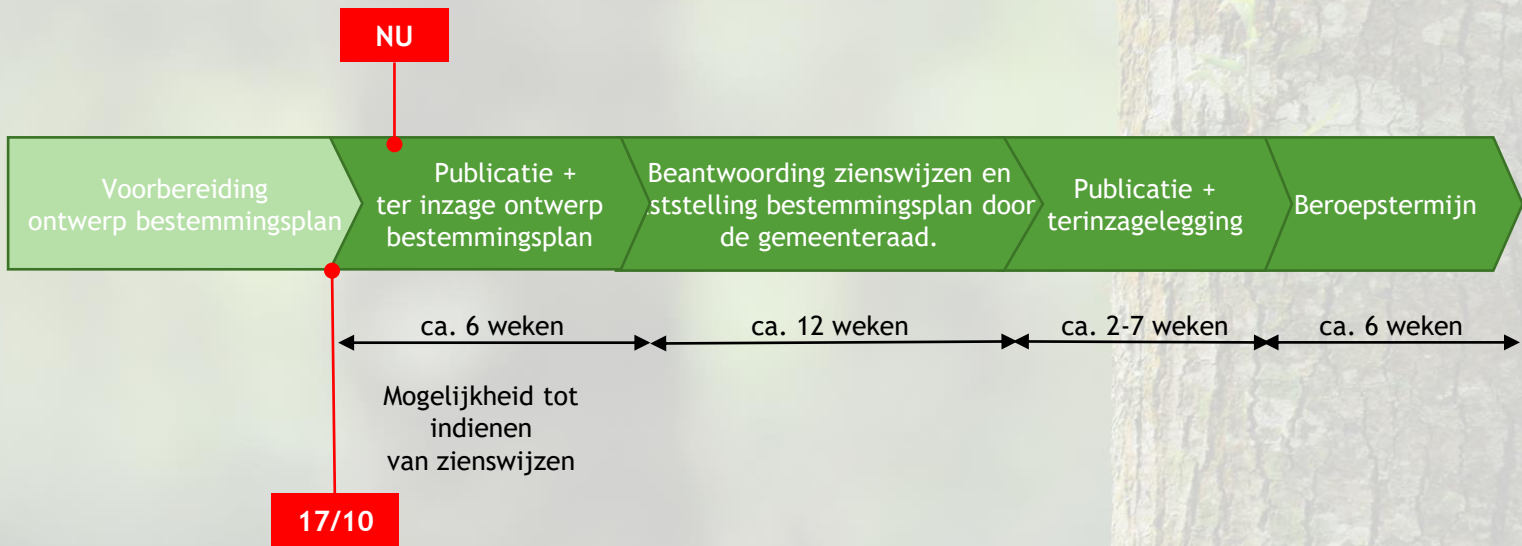 NU
Voorbereiding
ontwerp bestemmingsplan
Publicatie +
ter inzage ontwerp
bestemmingsplan
Beantwoording zienswijzen en
ststelling bestemmingsplan door
de gemeenteraad.
Publicatie +
terinzagelegging
Beroepstermijn
ca. 6 weken
ca. 12 weken
ca. 2-7 weken
ca. 6 weken
Mogelijkheid tot
indienen
van zienswijzen
17/10